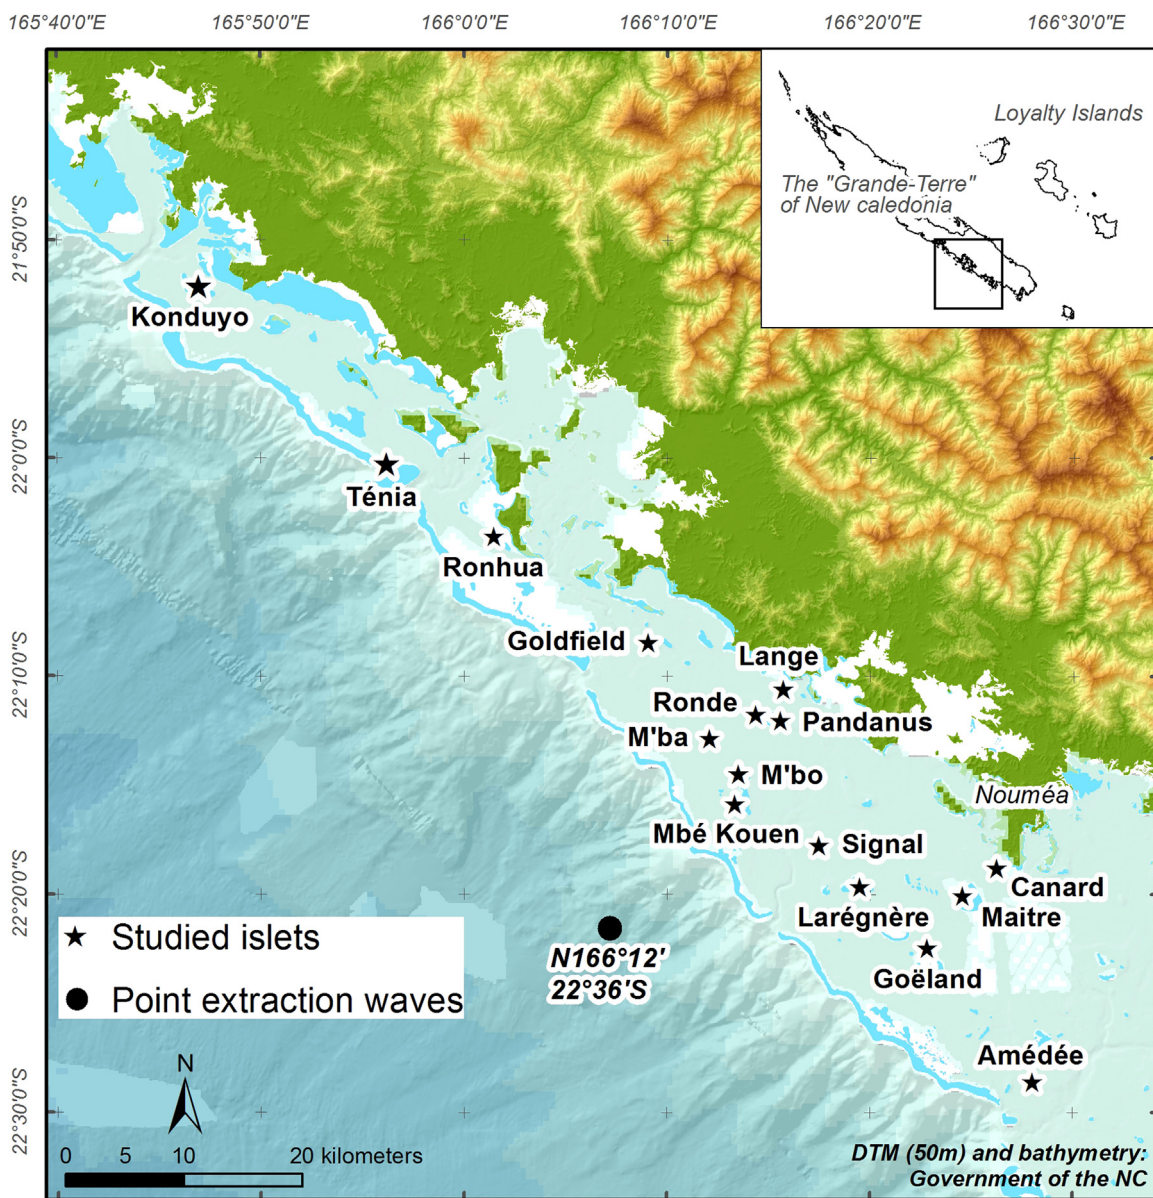 165°40'0"E 165°50'0"E 166°0'0"E 166°10'0"E 166°20'0"E 166°30'0"E
21°50'0"S
22°0'0"S
22°10'0"S
22°20'0"S
22°30'0"S
Loyalty Islands
The "Grande-Terre"
of New caledonia
Konduyo
Ténia
Ronhua
Goldfield
Lange
Ronde
Pandanus
M'ba
M'bo
Nouméa
Mbé Kouen
Signal
Canard
Larégnère
Maitre
Goëland
Amédée
Studied islets
Point extraction waves
N166°12'
22°36'S
N
0 5 10 20 kilometers
DTM (50m) and bathymetry:
Government of the NC